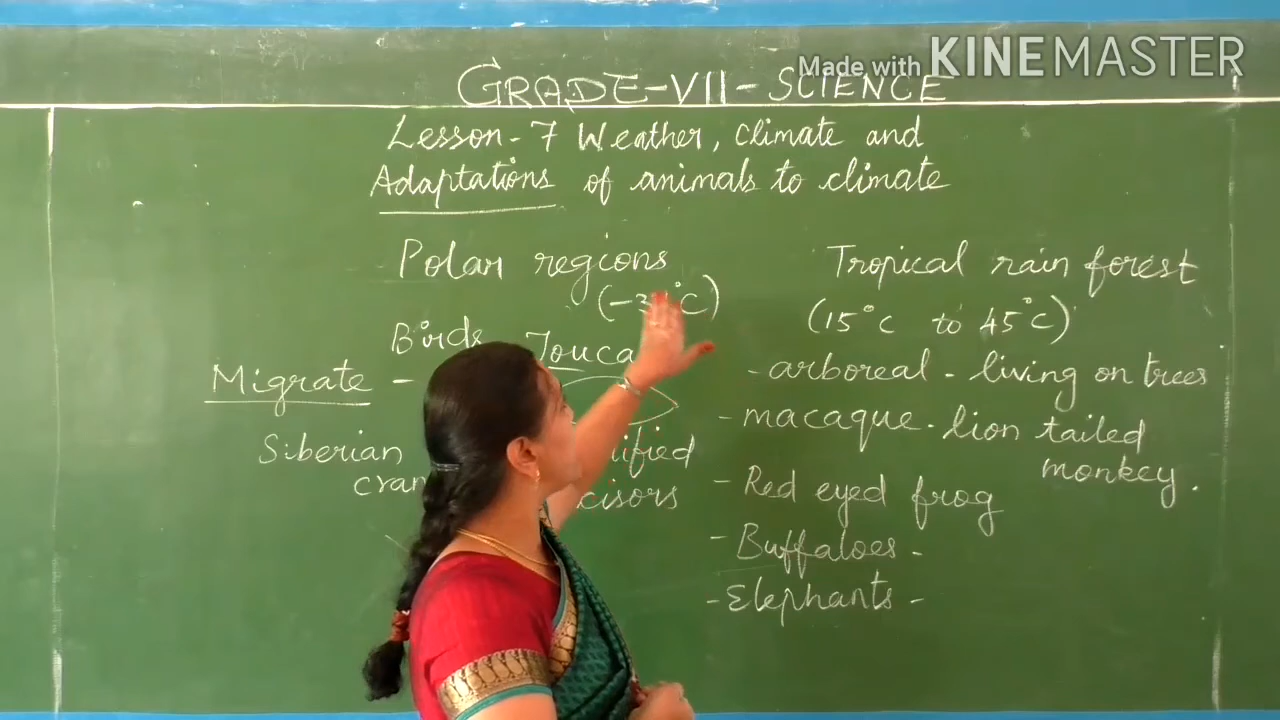 Made with KINEMASTER
GRADE-VII-SCIENCE
Lesson-7 Weather, climate and
Adaptations of animals to climate
Polar regions
Birds
Migrate -
Siberian
Tropical rain forest
(15°C to 45°C)
- arboreal - living on trees
- macaque - lion tailed
monkey.
- Red eyed frog
- Buffaloes -
- Elephants -